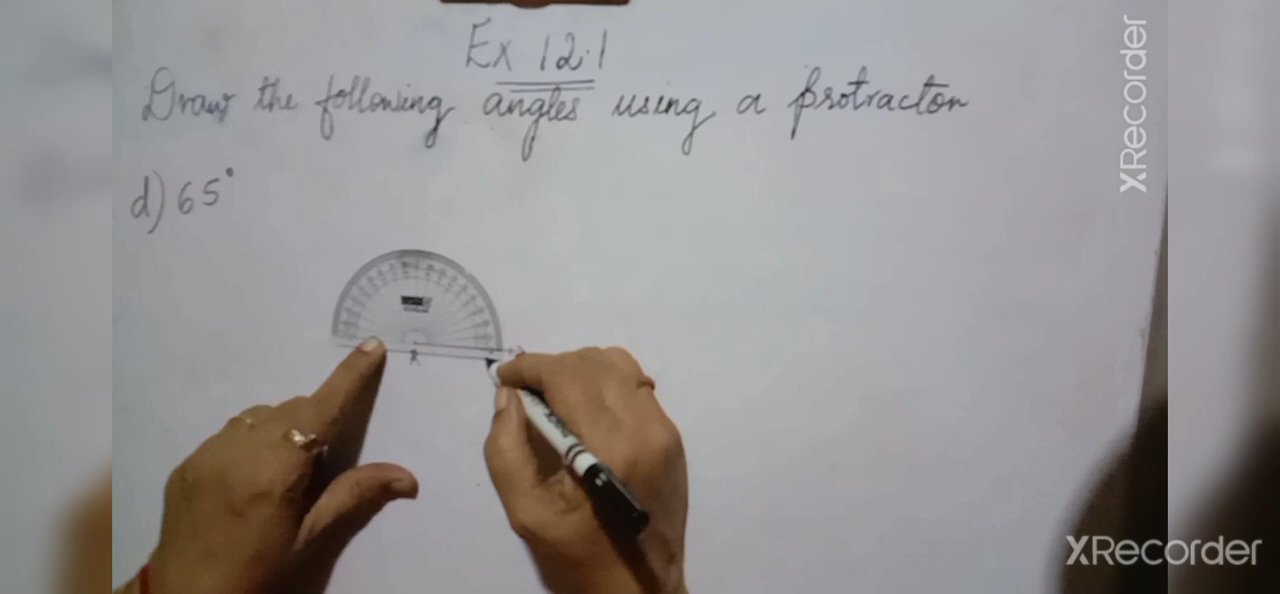 Ex 12.1
Draw the following angles using a protractor
d) 65°
R
XRecorder
XRecorder